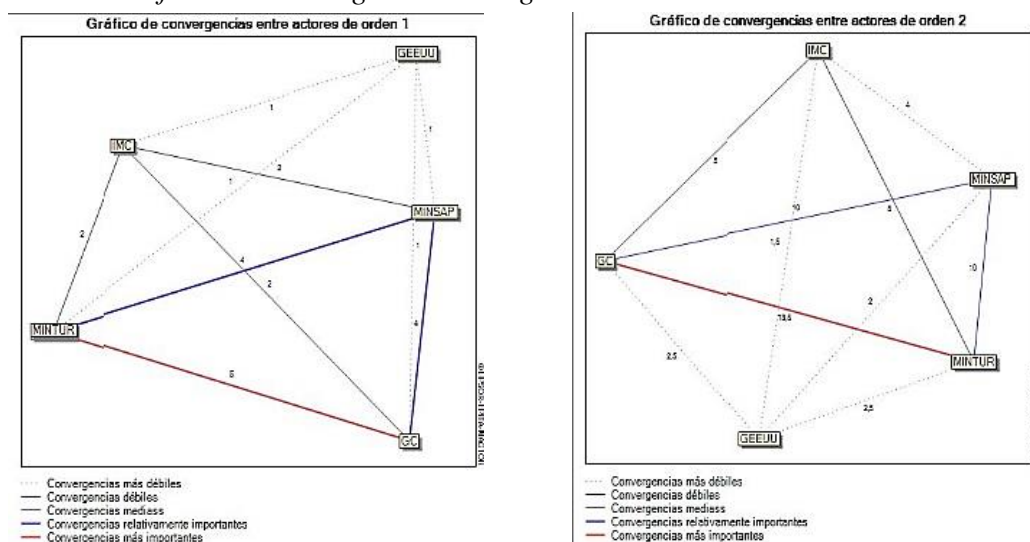 Gráfico de convergencias entre actores de orden 1
GEEUU
1
IMC
1
2
1
MINSAP
2
1
4
2
4
MINTUR
5
GC
Convergencias más débiles
Convergencias débiles
Convergencias mediass
Convergencias relativamente importantes
Convergencias más importantes
Gráfico de convergencias entre actores de orden 2
IMC
4
5
MINSAP
10
5
1,5
GC
10
2
13,5
2,5
MINTUR
2,5
GEEUU
Convergencias más débiles
Convergencias débiles
Convergencias mediass
Convergencias relativamente importantes
Convergencias más importantes